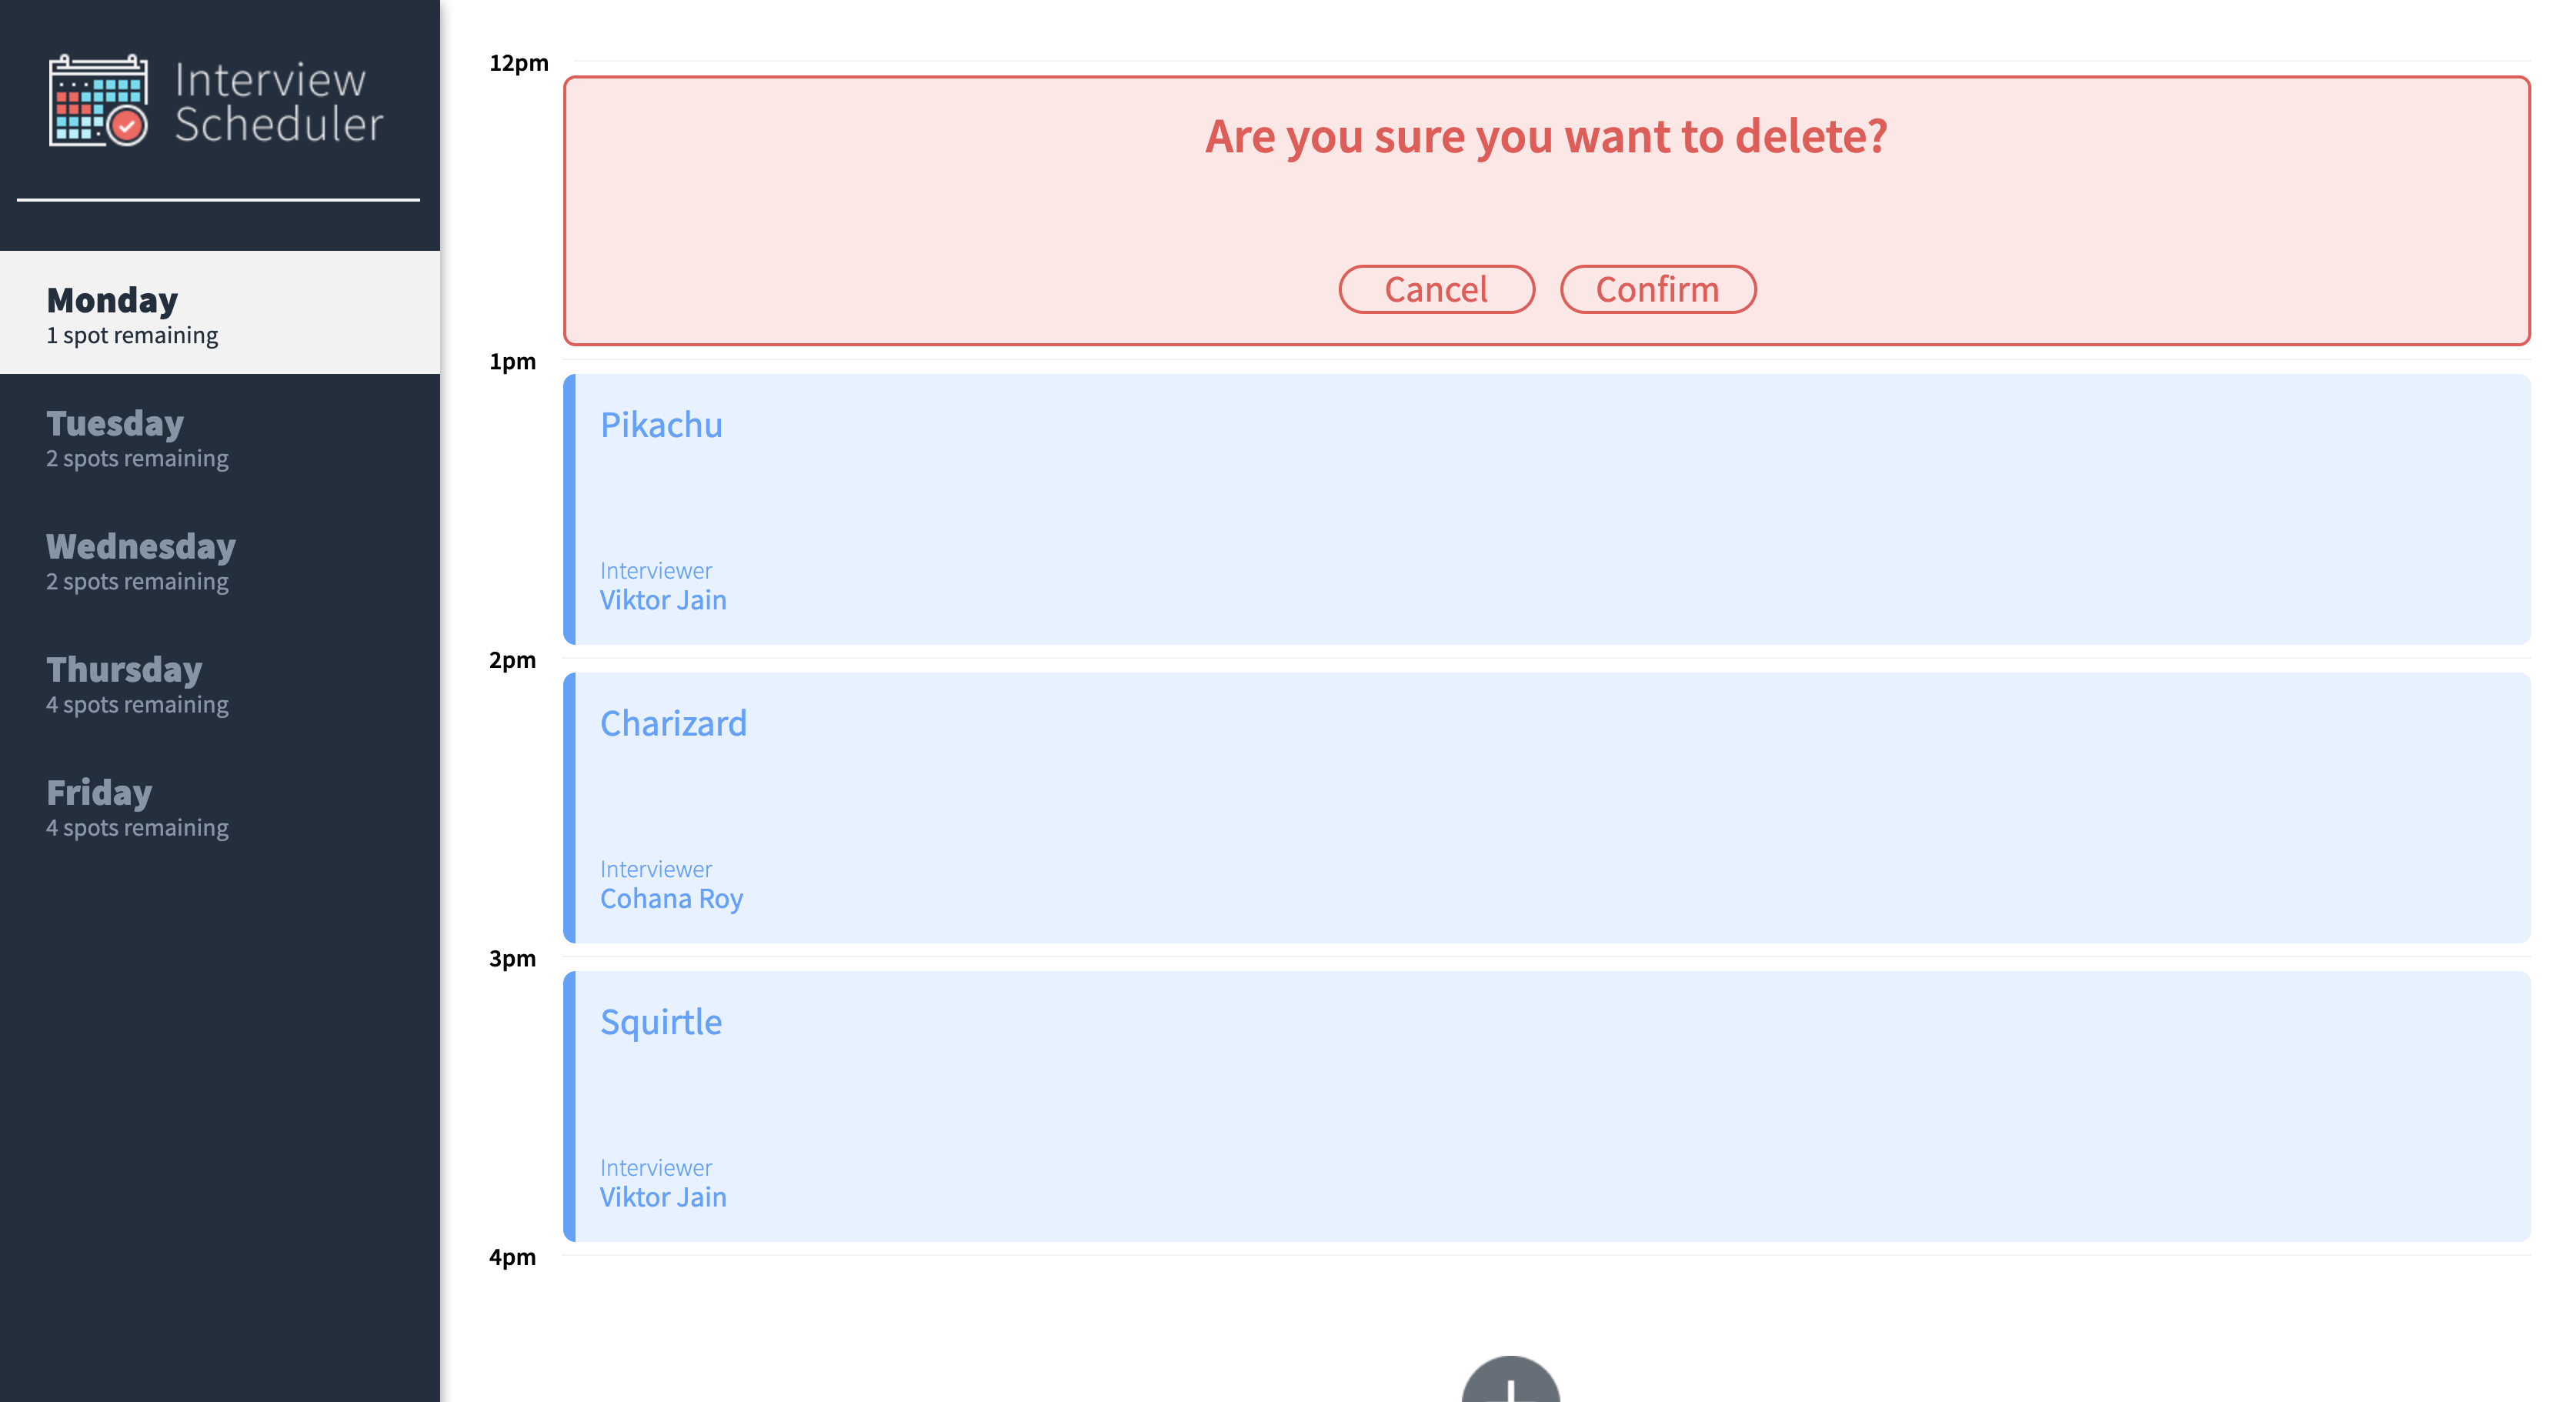 Interview
Scheduler
Monday
1 spot remaining
Tuesday
2 spots remaining
Wednesday
2 spots remaining
Thursday
4 spots remaining
Friday
4 spots remaining
12pm
Are you sure you want to delete?
Cancel Confirm
1pm
Pikachu
Interviewer
Viktor Jain
2pm
Charizard
Interviewer
Cohana Roy
3pm
Squirtle
Interviewer
Viktor Jain
4pm